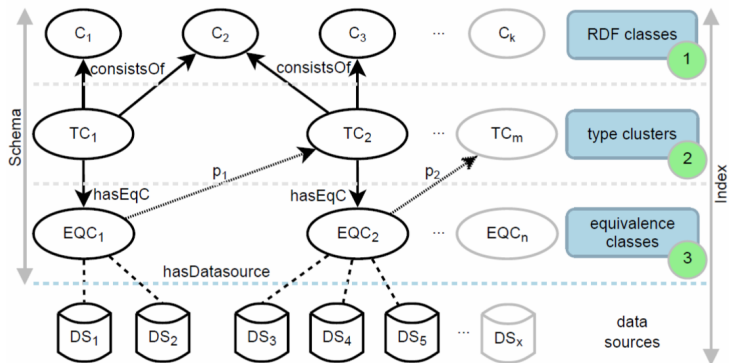 C1 C2 C3 ... Ck RDF classes
1
consistsOf consistsOf
Schema
TC1 TC2 ... TCm type clusters
2
Index
p1 p2
hasEqC hasEqC
EQC1 EQC2 ... EQCn equivalence
classes
3
hasDatasource
DS1 DS2 DS3 DS4 DS5 ... DSx data
sources